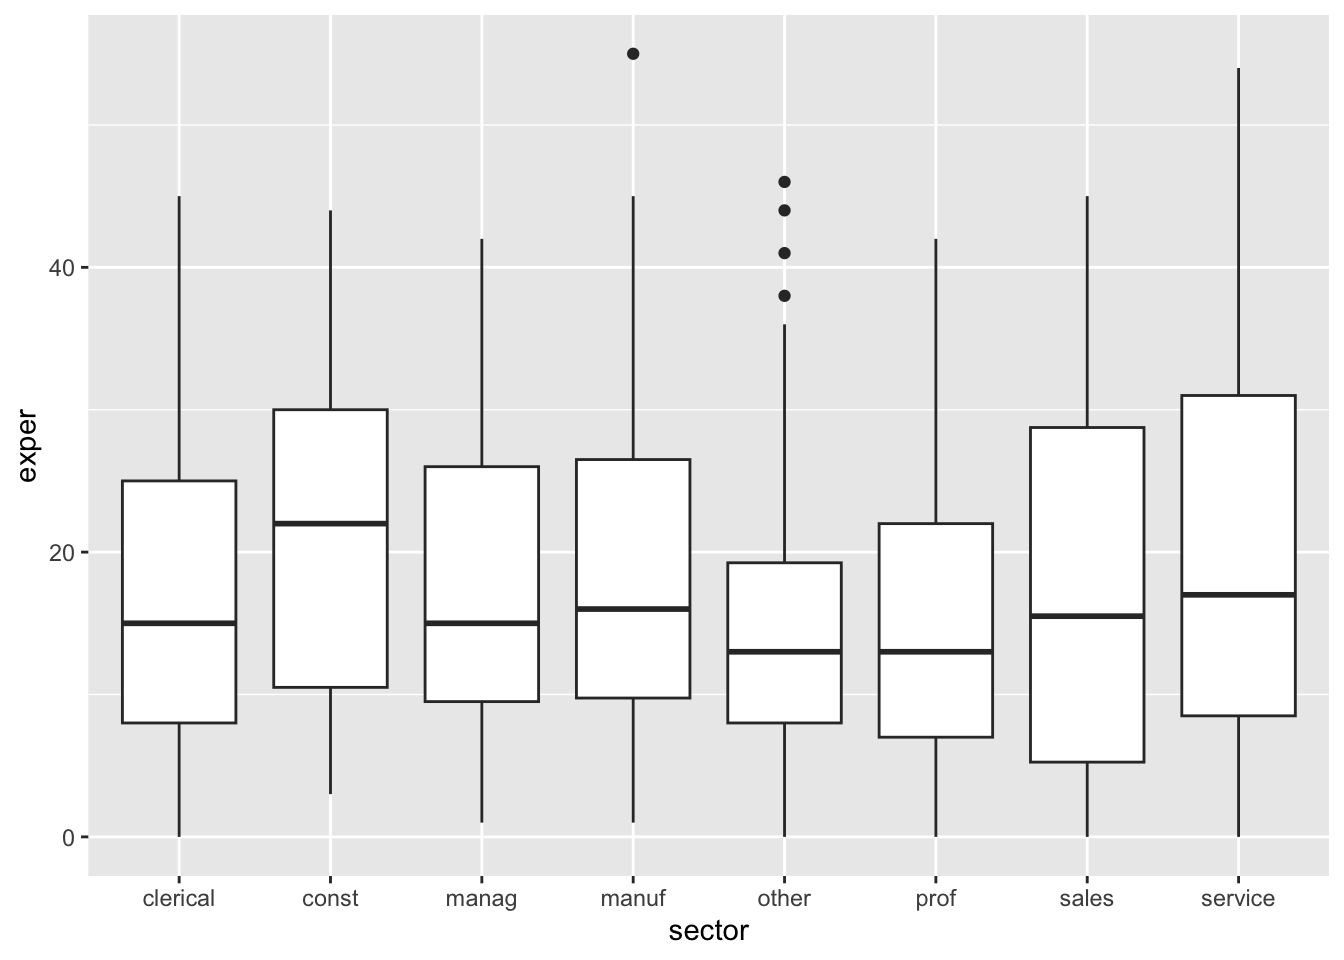 exper
40
20
0
clerical const manag manuf other prof sales service
sector